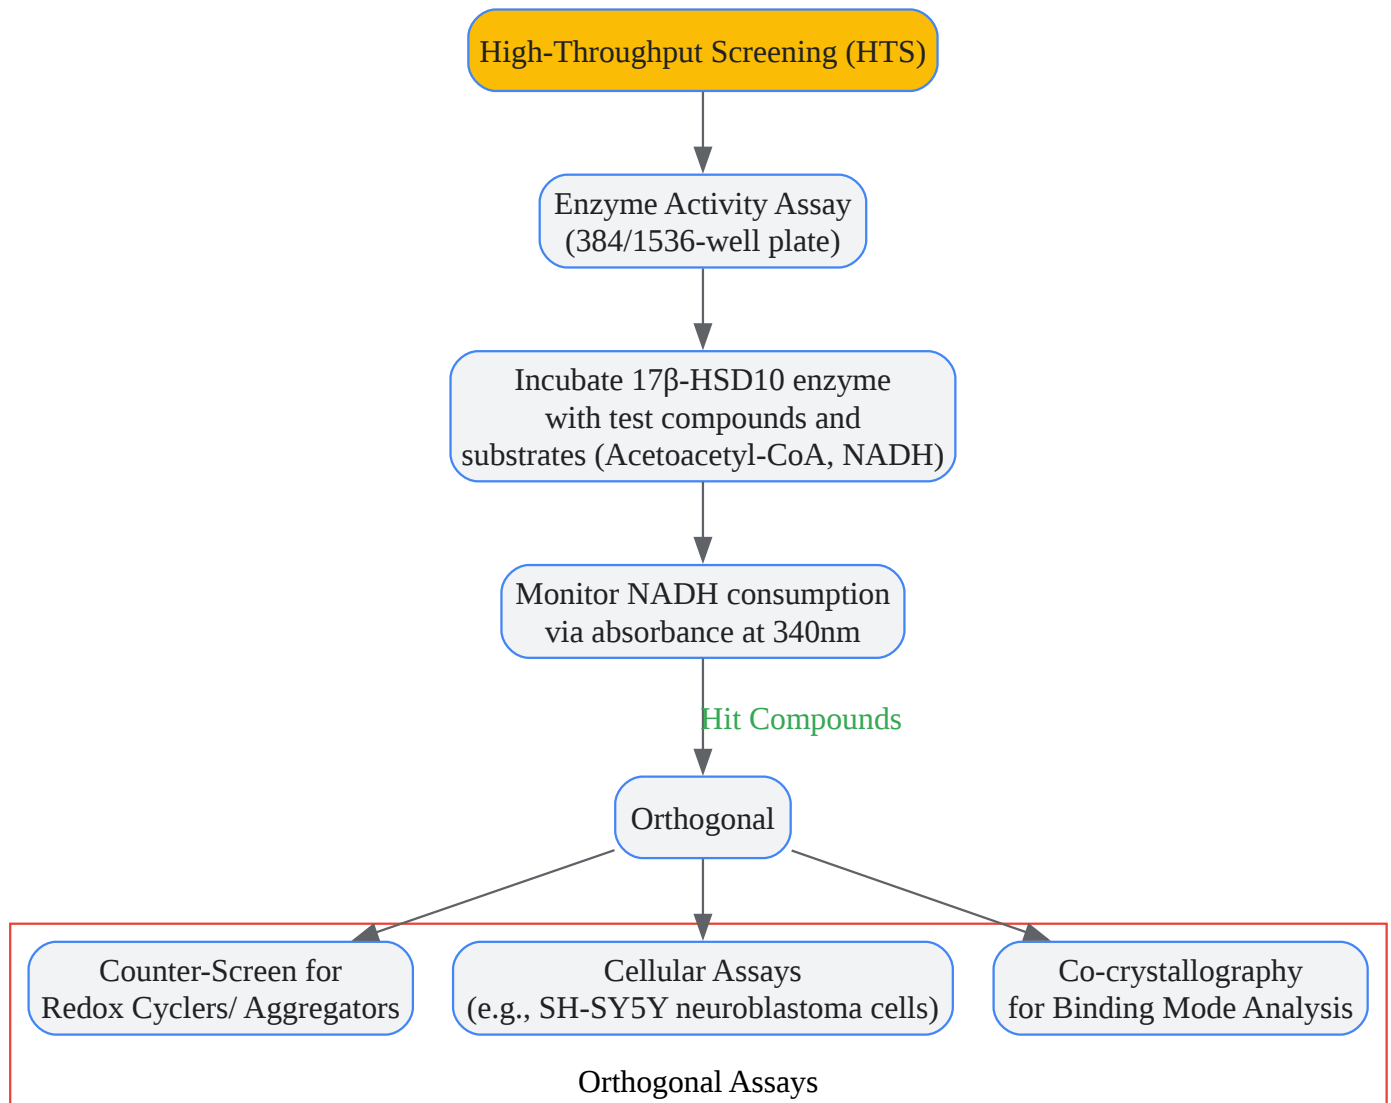 High-Throughput Screening (HTS)
Enzyme Activity Assay
(384/1536-well plate)
Incubate 17β-HSD10 enzyme
with test compounds and
substrates (Acetoacetyl-CoA, NADH)
Monitor NADH consumption
via absorbance at 340nm
Hit Compounds
Orthogonal
Counter-Screen for
Redox Cyclers/ Aggregators
Cellular Assays
(e.g., SH-SY5Y neuroblastoma cells)
Co-crystallography
for Binding Mode Analysis
Orthogonal Assays